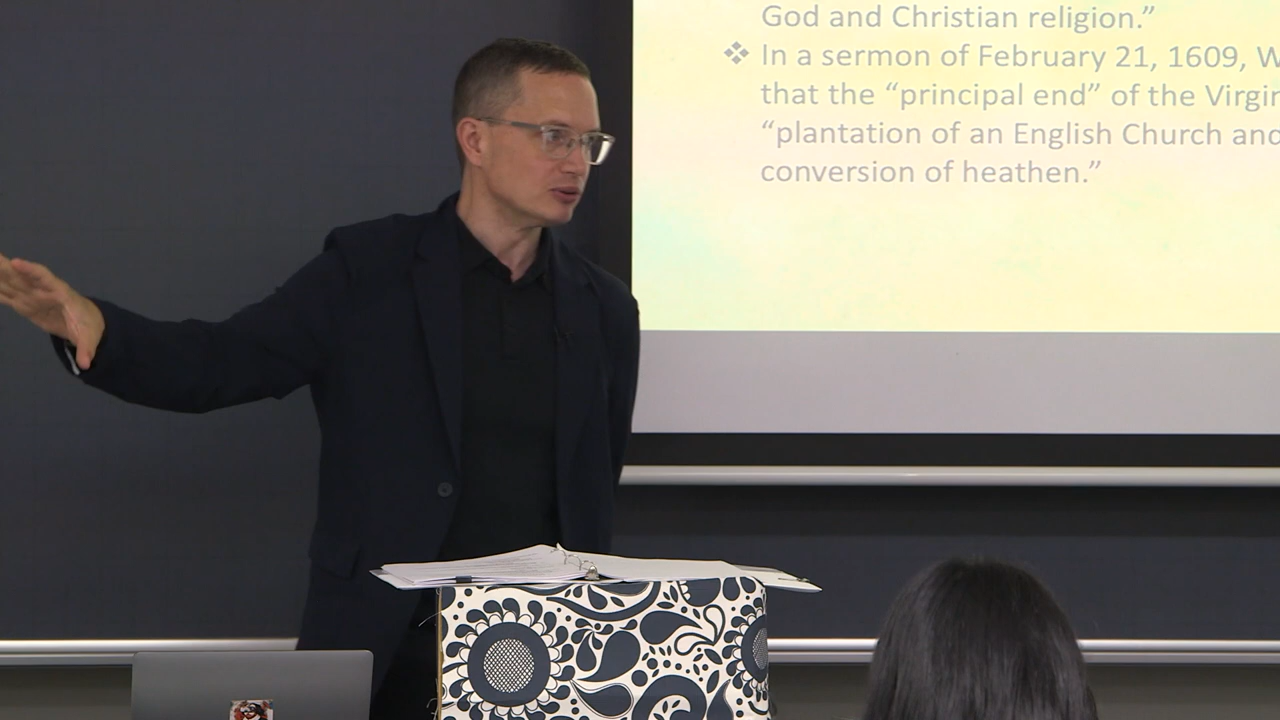 God and Christian religion.”
❖ In a sermon of February 21, 1609, W
that the “principal end” of the Virgin
“plantation of an English Church and
conversion of heathen.”